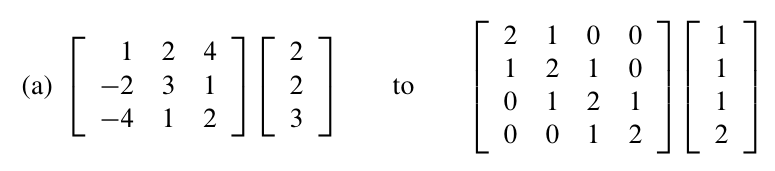 (a) [ 1 2 4 ; −2 3 1 ; −4 1 2 ] [ 2 ; 2 ; 3 ] to [ 2 1 0 0 ; 1 2 1 0 ; 0 1 2 1 ; 0 0 1 2 ] [ 1 ; 1 ; 1 ; 2 ]